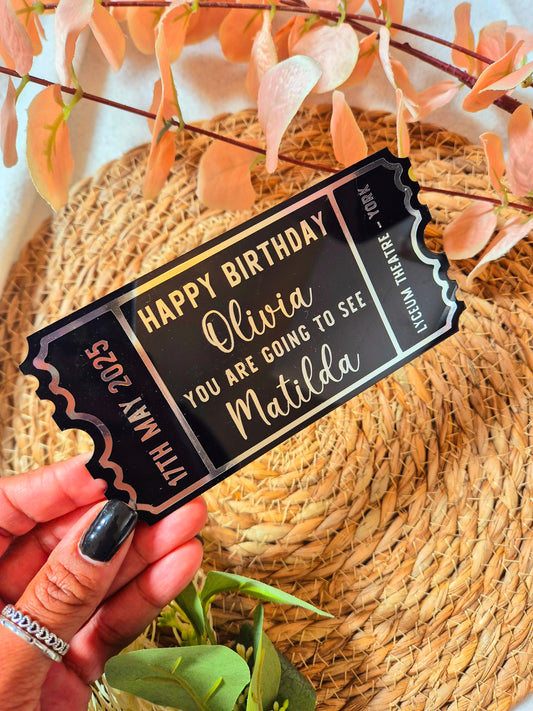 17TH MAY 2025
HAPPY BIRTHDAY
Olivia
YOU ARE GOING TO SEE
Matilda
LYCEUM THEATRE - YORK